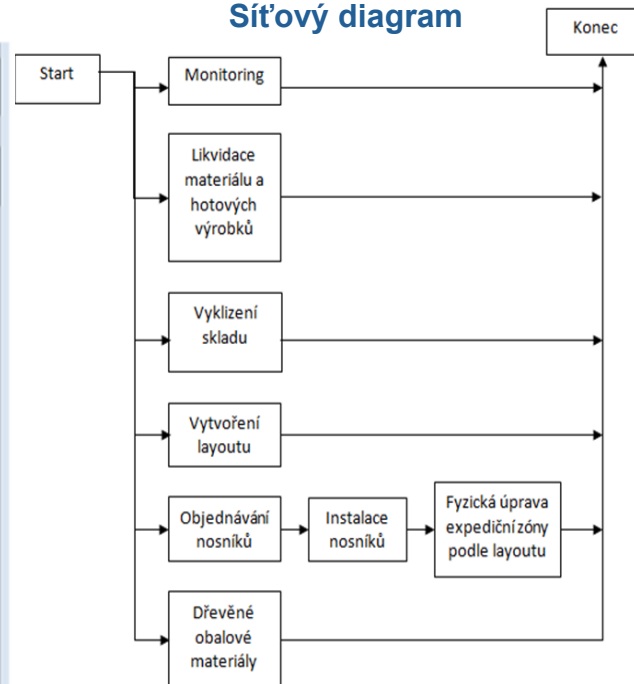 Síťový diagram
Konec
Start
Monitoring
Likvidace
materiálu a
hotových
výrobků
Vyklizení
skladu
Vytvoření
layoutu
Objednávání
nosníků
Instalace
nosníků
Fyzická úprava
expediční zóny
podle layoutu
Dřevěné
obalové
materiály